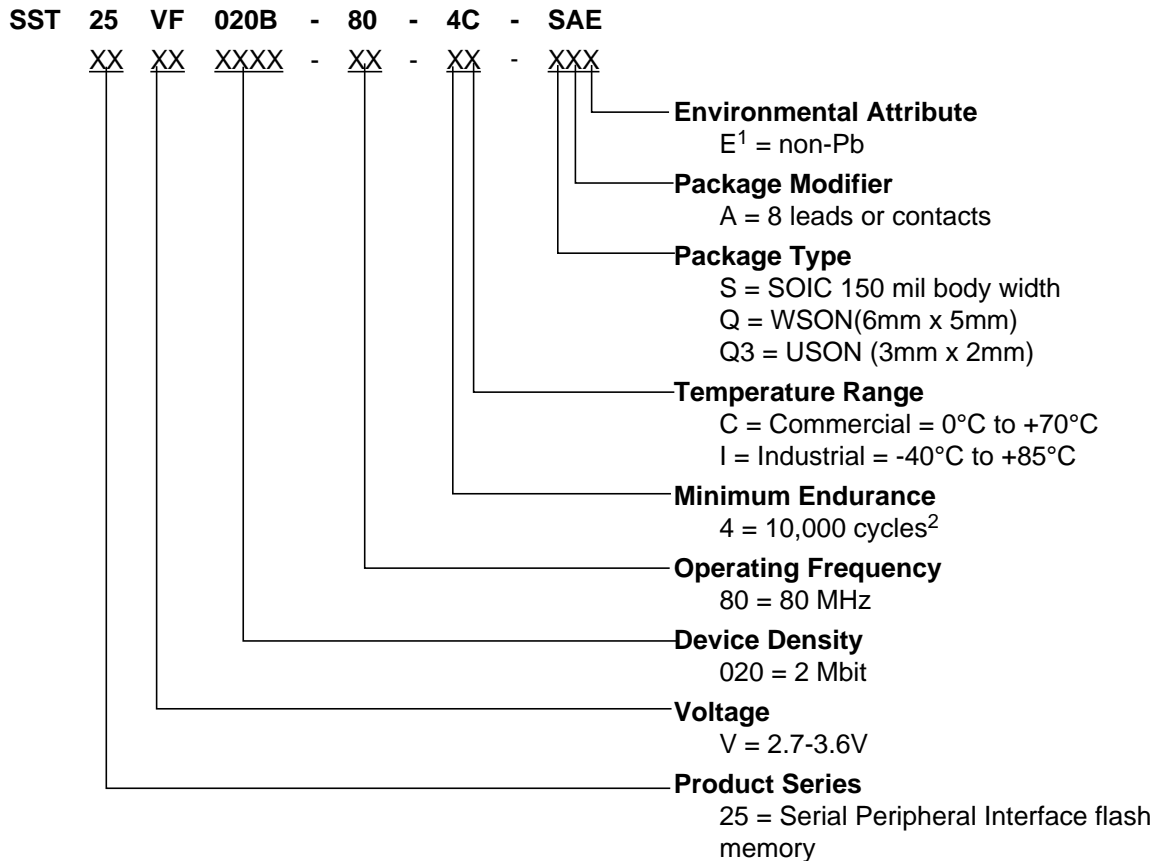 SST 25 VF 020B - 80 - 4C - SAE
XX XX XXXX - XX - XX - XXX
Environmental Attribute
E¹ = non-Pb
Package Modifier
A = 8 leads or contacts
Package Type
S = SOIC 150 mil body width
Q = WSON(6mm x 5mm)
Q3 = USON (3mm x 2mm)
Temperature Range
C = Commercial = 0°C to +70°C
I = Industrial = -40°C to +85°C
Minimum Endurance
4 = 10,000 cycles²
Operating Frequency
80 = 80 MHz
Device Density
020 = 2 Mbit
Voltage
V = 2.7-3.6V
Product Series
25 = Serial Peripheral Interface flash
memory